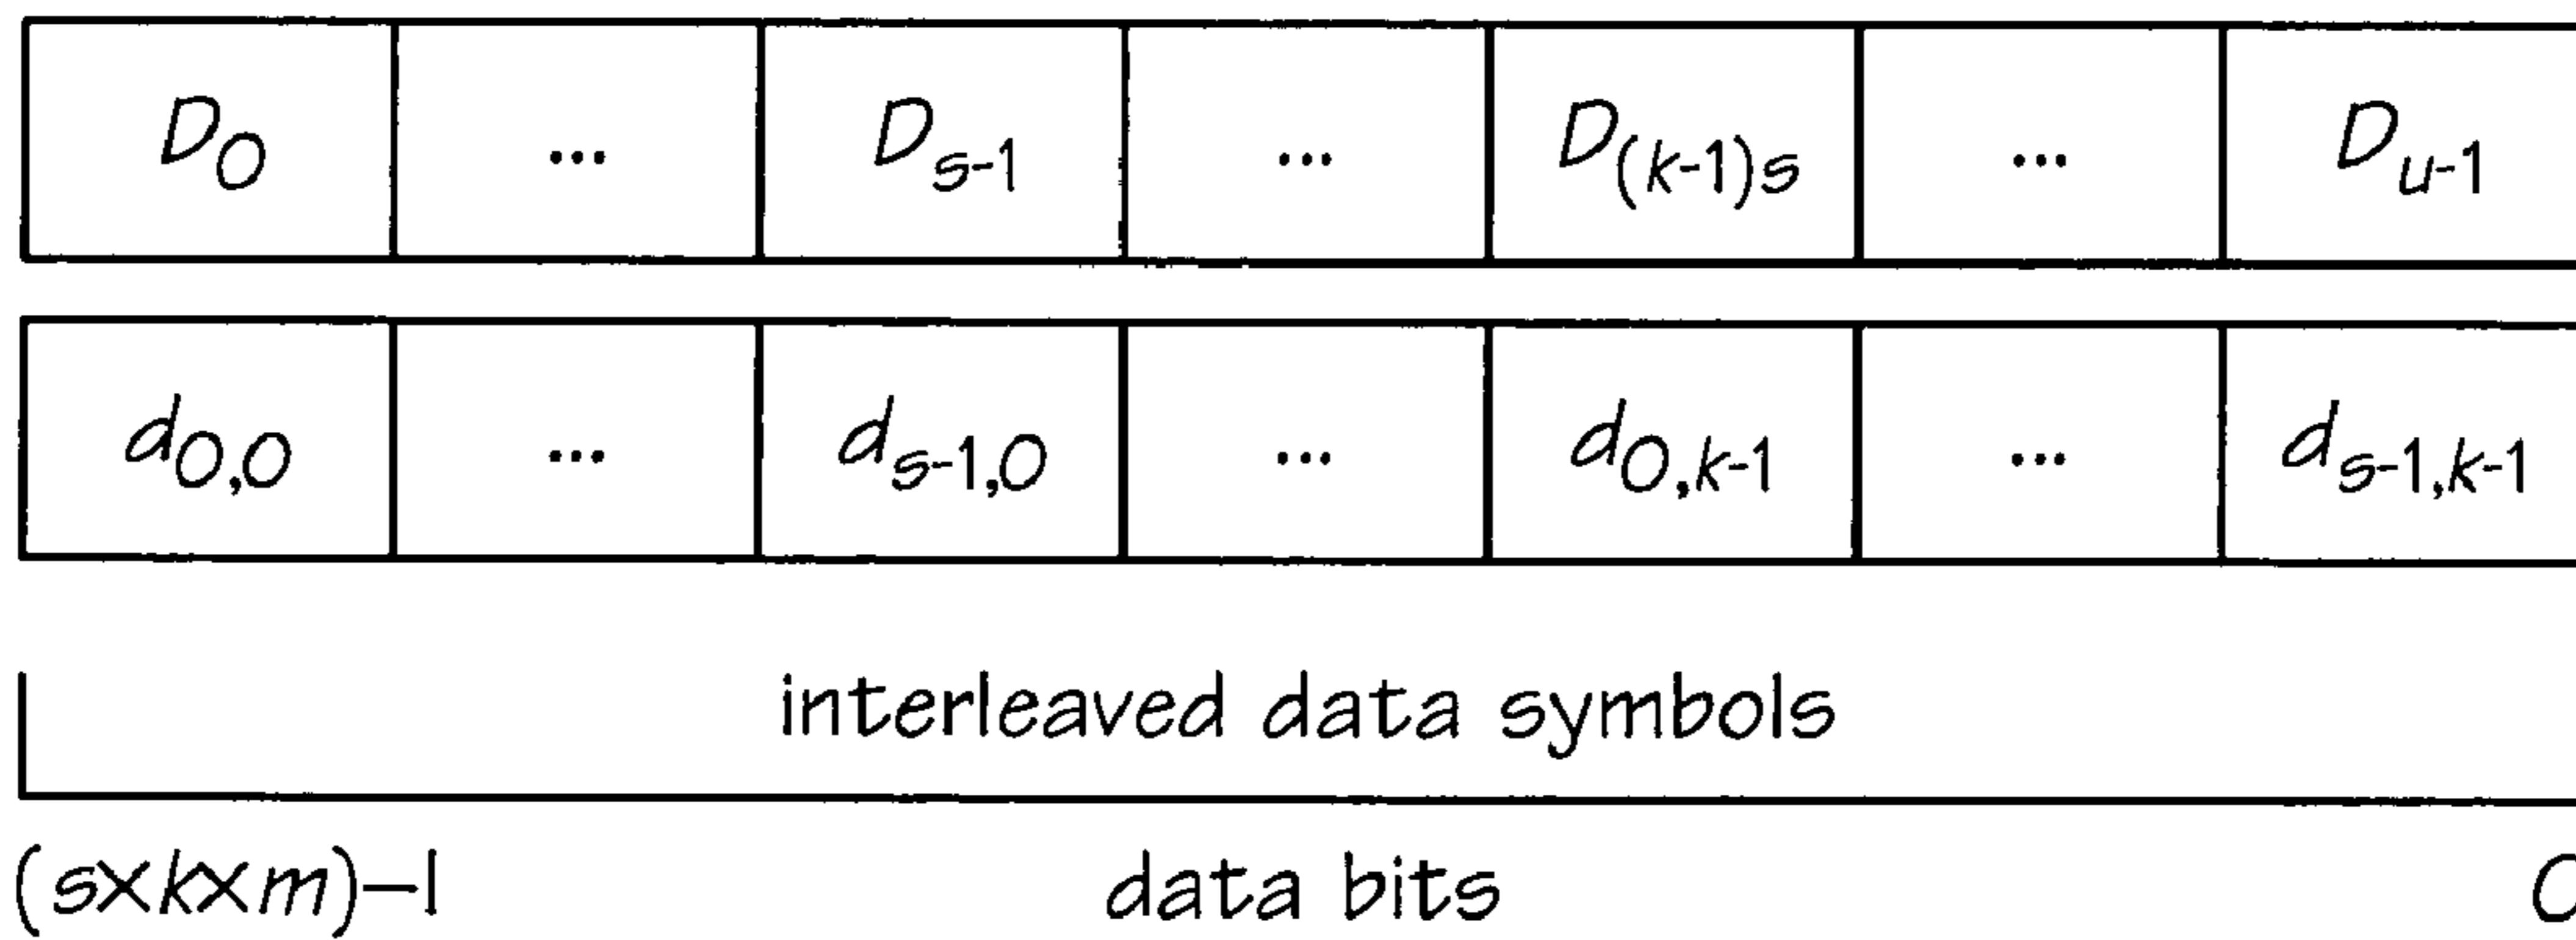 D₀ ... Dₛ₋₁ ... D₍ₖ₋₁₎ₛ ... Dᵤ₋₁
d₀,₀ ... dₛ₋₁,₀ ... d₀,ₖ₋₁ ... dₛ₋₁,ₖ₋₁
interleaved data symbols
(s×k×m)–1 data bits 0